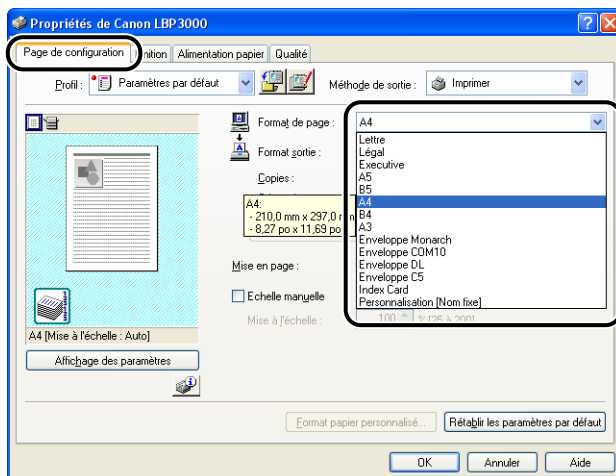 Propriétés de Canon LBP3000
Page de configuration Alimentation papier Qualité
Profil : Paramètres par défaut Méthode de sortie : Imprimer
Format de page : A4
Format sortie :
Copies :
Lettre
Légal
Executive
A5
B5
A4
B4
A3
Enveloppe Monarch
Enveloppe COM10
Enveloppe DL
Enveloppe C5
Index Card
Personnalisation [Nom fixe]
A4:
- 210,0 mm x 297,0 mm
- 8,27 po x 11,69 po
Mise en page :
Echelle manuelle
Mise à l'échelle : 100 % [25 à 200]
A4 [Mise à l'échelle : Auto]
Affichage des paramètres
Format papier personnalisé... Rétablir les paramètres par défaut
OK Annuler Aide